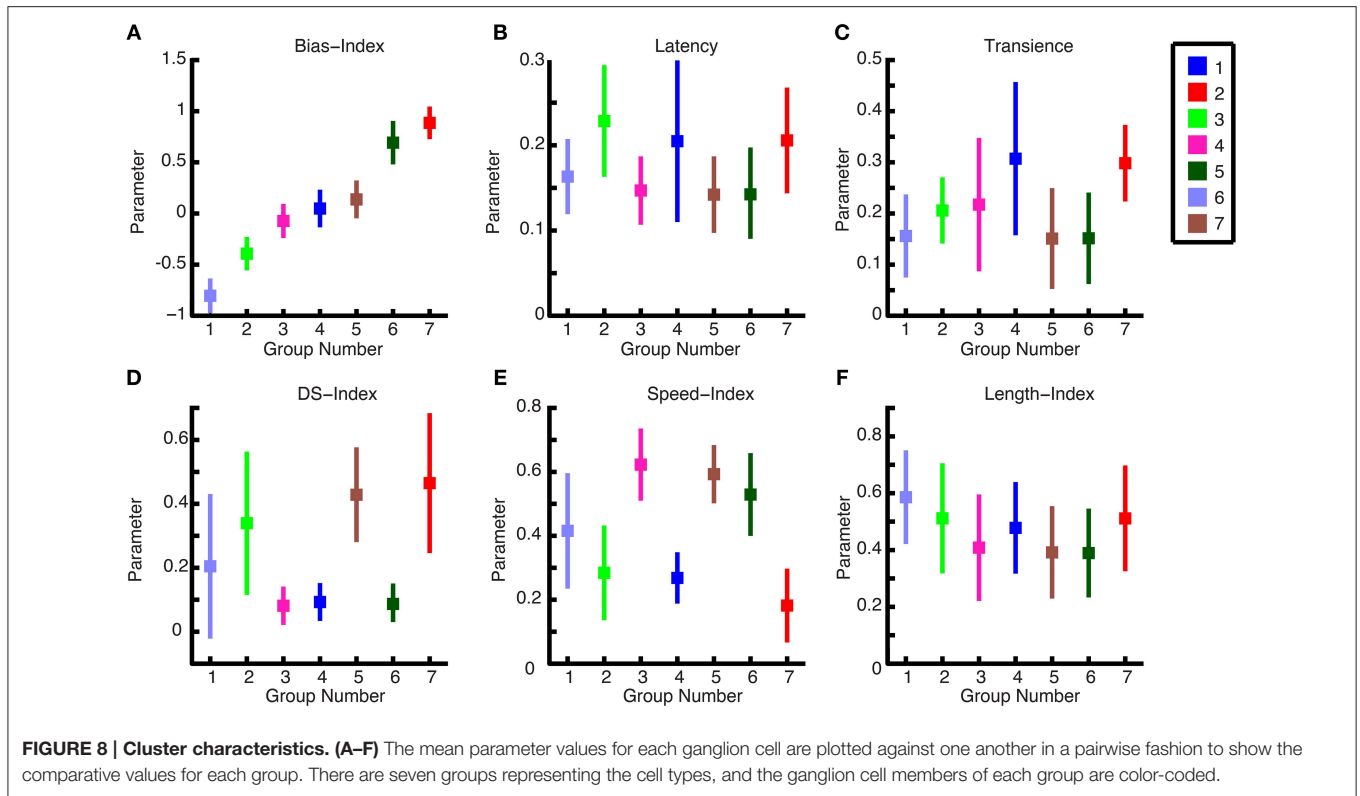 A
Bias-Index
1.5
1
0.5
0
-0.5
−1
Parameter
1 2 3 4 5 6 7
Group Number
B
Latency
0.3
0.2
0.1
0
Parameter
1 2 3 4 5 6 7
Group Number
C
Transience
0.5
0.4
0.3
0.2
0.1
0
Parameter
1 2 3 4 5 6 7
Group Number
1
2
3
4
5
6
7
D
DS-Index
0.6
0.4
0.2
0
Parameter
1 2 3 4 5 6 7
Group Number
E
Speed-Index
0.8
0.6
0.4
0.2
0
Parameter
1 2 3 4 5 6 7
Group Number
F
Length-Index
0.8
0.6
0.4
0.2
0
Parameter
1 2 3 4 5 6 7
Group Number
FIGURE 8 | Cluster characteristics. (A–F) The mean parameter values for each ganglion cell are plotted against one another in a pairwise fashion to show the
comparative values for each group. There are seven groups representing the cell types, and the ganglion cell members of each group are color-coded.